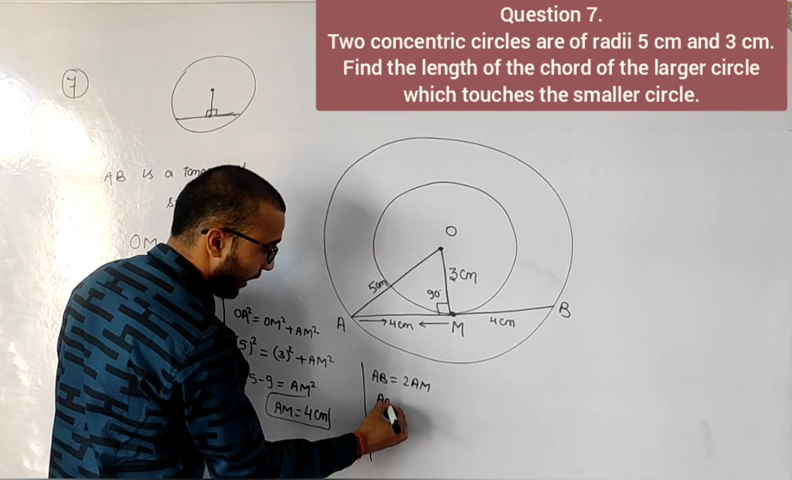 Question 7.
Two concentric circles are of radii 5 cm and 3 cm.
Find the length of the chord of the larger circle
which touches the smaller circle.
7
AB is a
OM
OA² = OM² + AM²
5)² = (3)² + AM²
5-9 = AM²
AM = 4cm
AB = 2AM
O
5cm
3cm
90
A
4cm
M
4cm
B